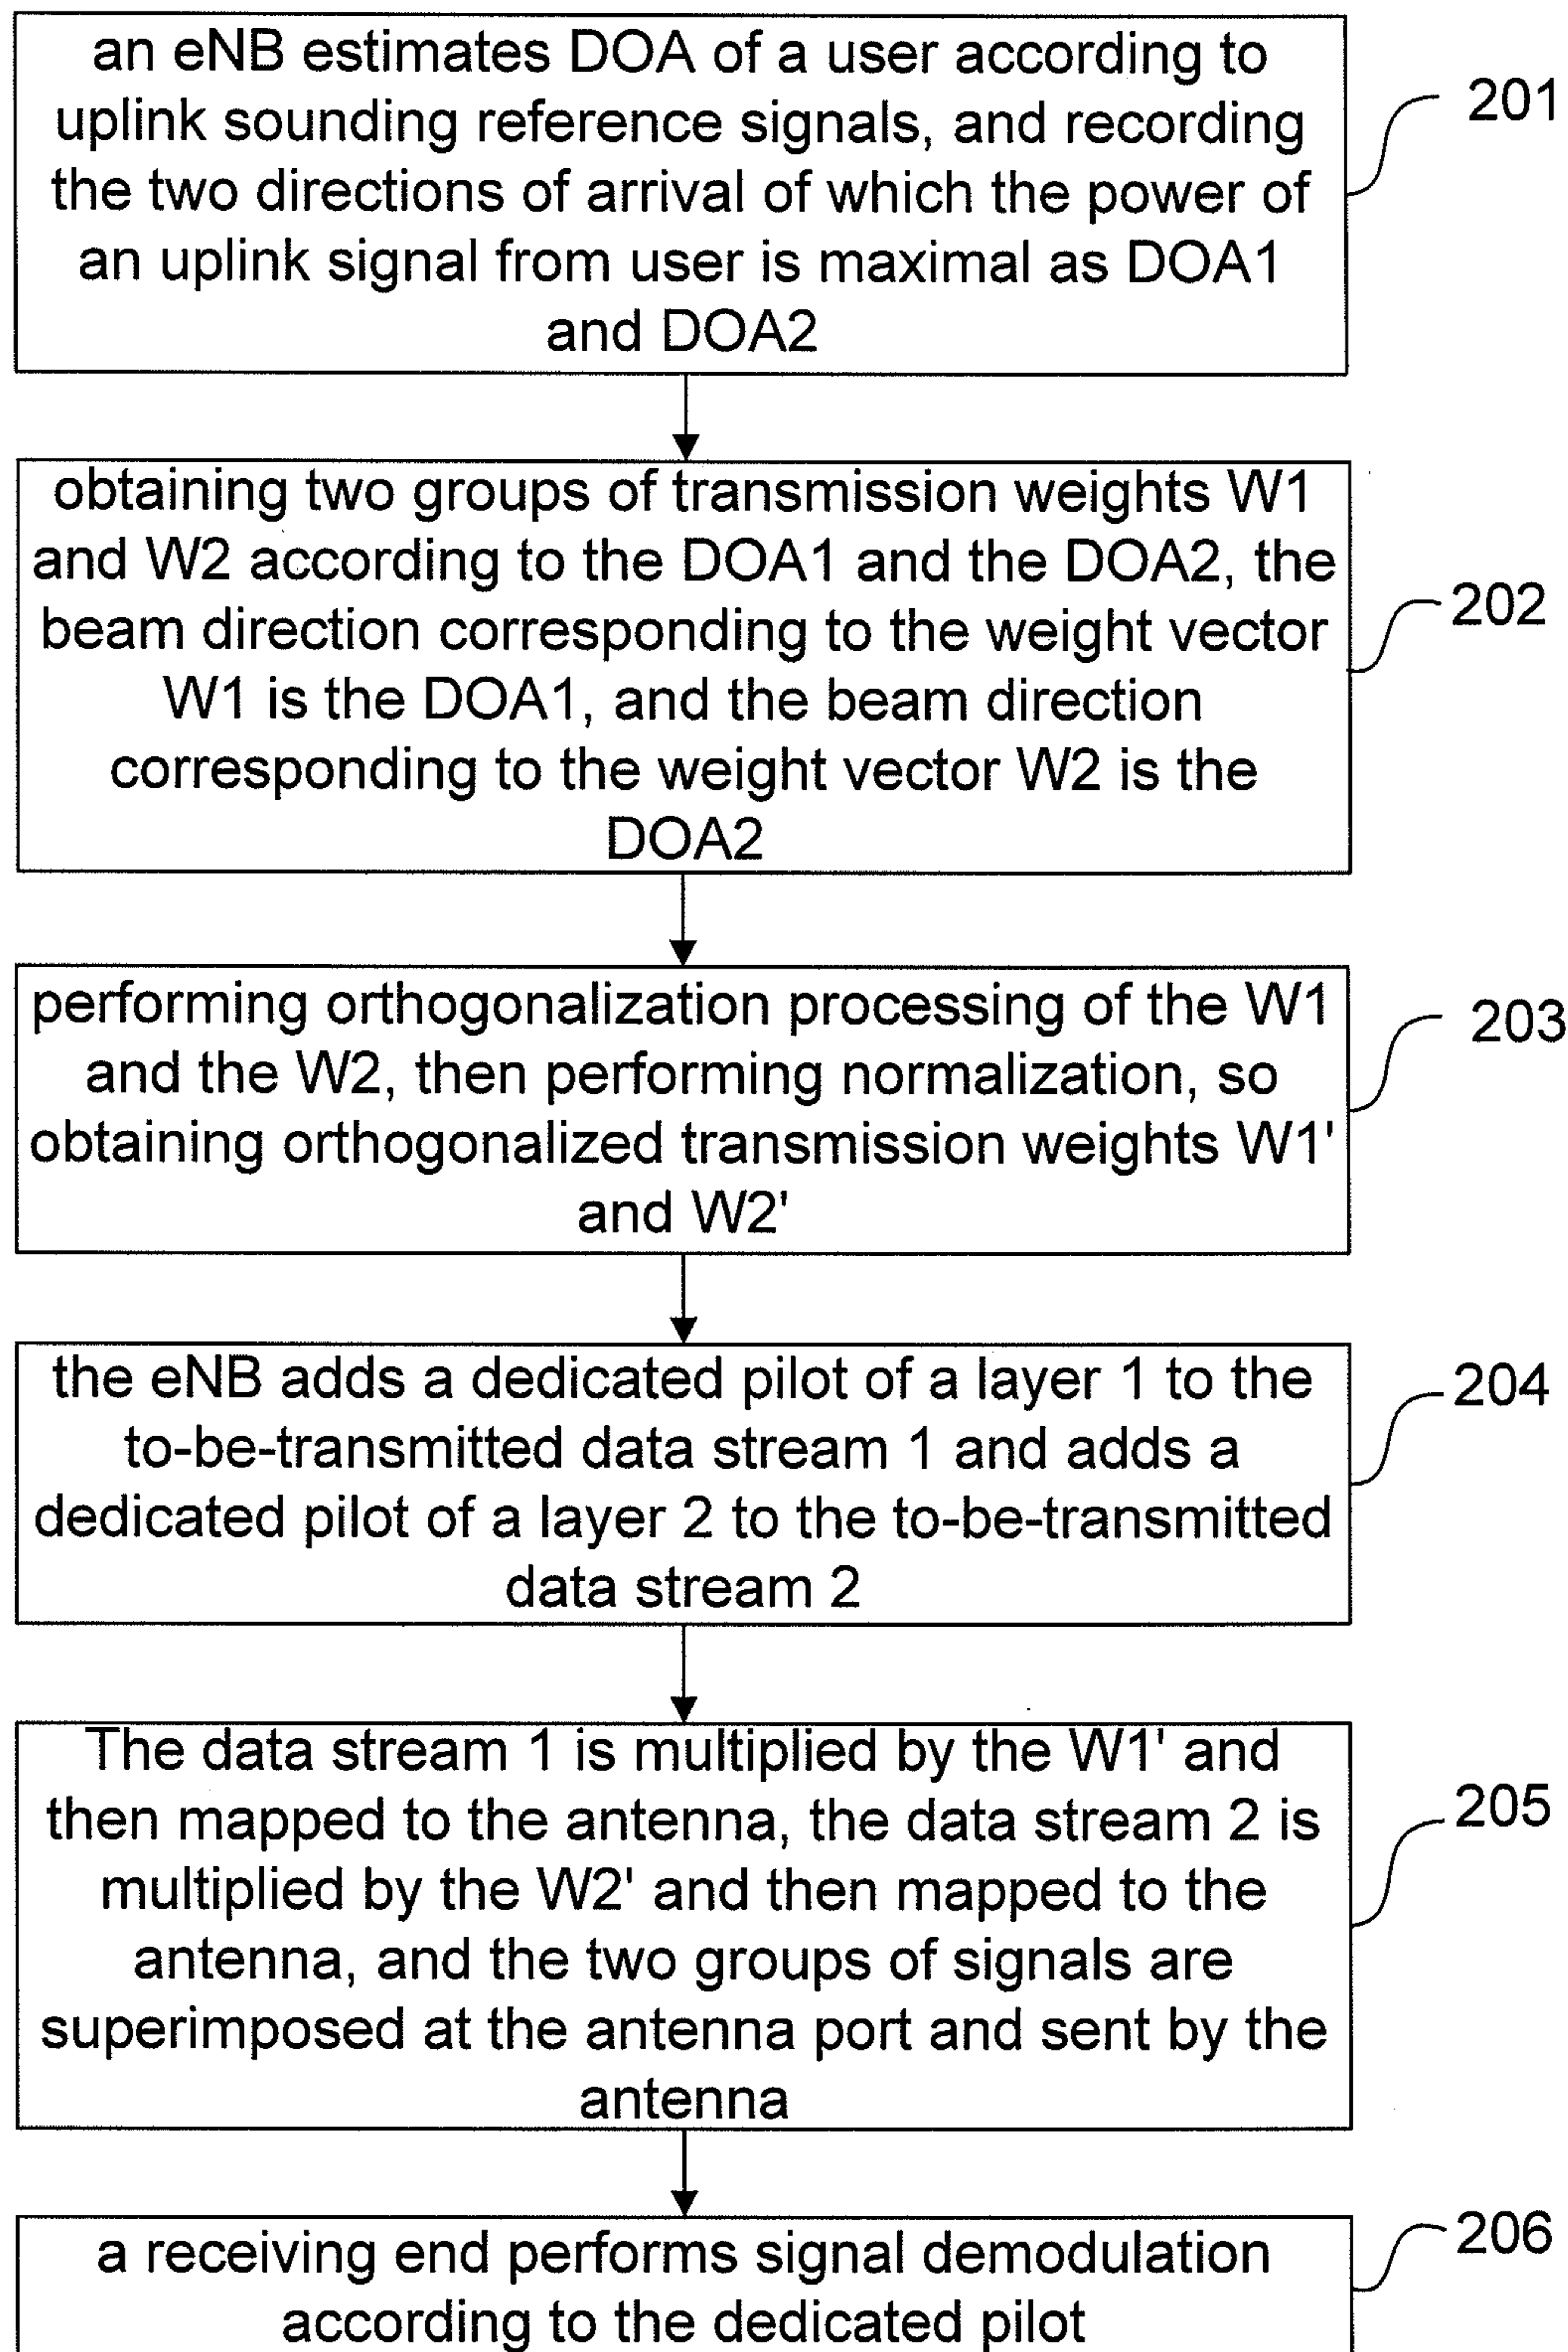 an eNB estimates DOA of a user according to
uplink sounding reference signals, and recording
the two directions of arrival of which the power of
an uplink signal from user is maximal as DOA1
and DOA2
201
obtaining two groups of transmission weights W1
and W2 according to the DOA1 and the DOA2, the
beam direction corresponding to the weight vector
W1 is the DOA1, and the beam direction
corresponding to the weight vector W2 is the
DOA2
202
performing orthogonalization processing of the W1
and the W2, then performing normalization, so
obtaining orthogonalized transmission weights W1'
and W2'
203
the eNB adds a dedicated pilot of a layer 1 to the
to-be-transmitted data stream 1 and adds a
dedicated pilot of a layer 2 to the to-be-transmitted
data stream 2
204
The data stream 1 is multiplied by the W1' and
then mapped to the antenna, the data stream 2 is
multiplied by the W2' and then mapped to the
antenna, and the two groups of signals are
superimposed at the antenna port and sent by the
antenna
205
a receiving end performs signal demodulation
according to the dedicated pilot
206